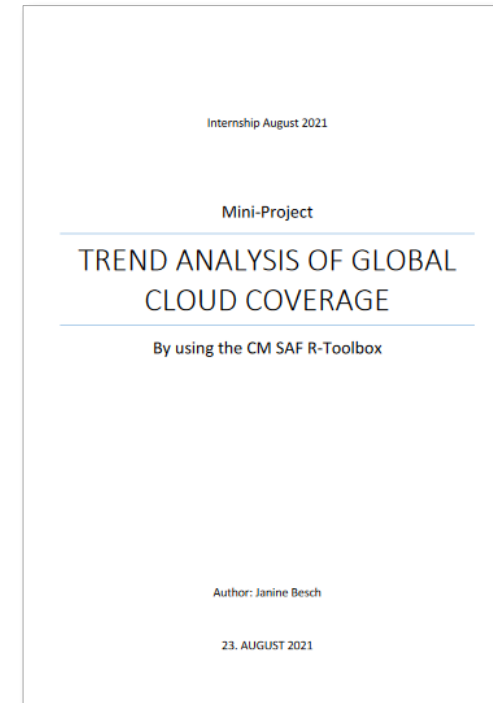 Internship August 2021
Mini-Project
TREND ANALYSIS OF GLOBAL
CLOUD COVERAGE
By using the CM SAF R-Toolbox
Author: Janine Besch
23. AUGUST 2021